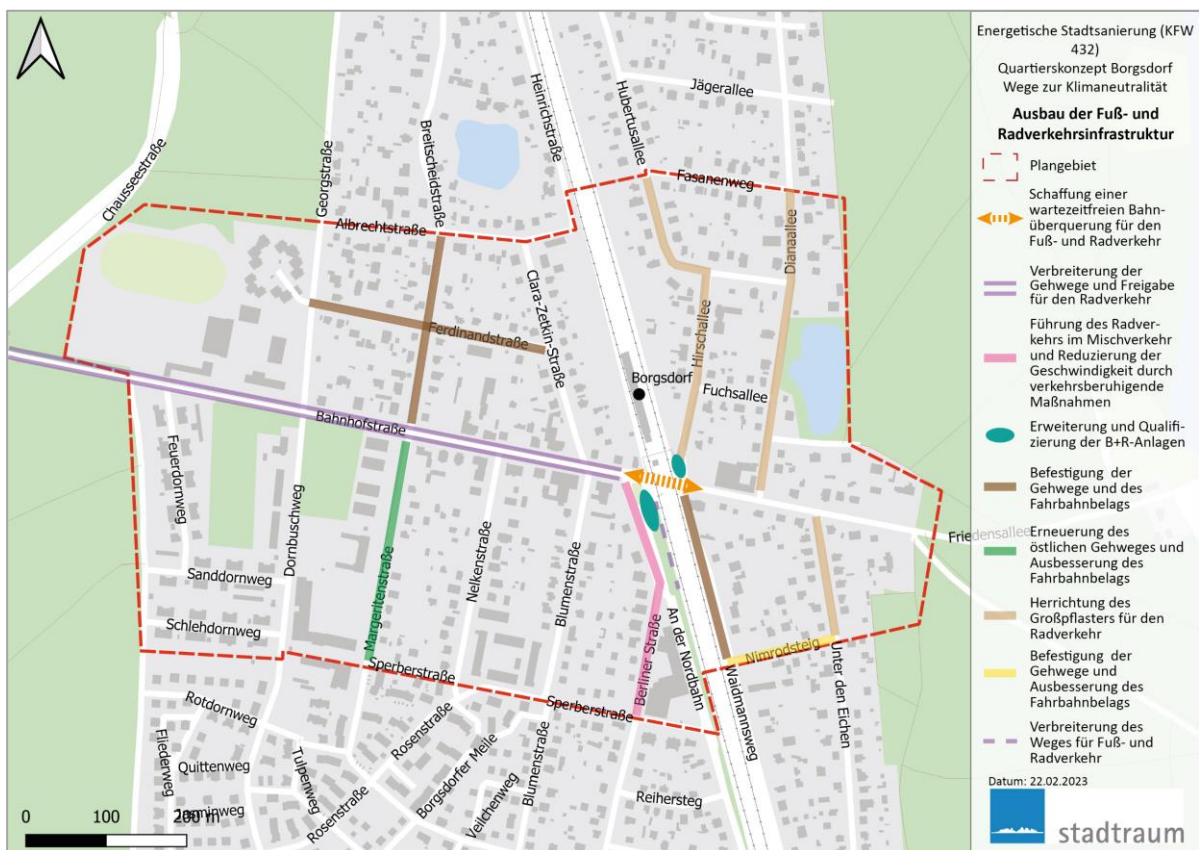 Energetische Stadtsanierung (KFW
432)
Quartierskonzept Borgsdorf
Wege zur Klimaneutralität
Ausbau der Fuß- und
Radverkehrsinfrastruktur
Plangebiet
Schaffung einer
wartezeitfreien Bahn-
überquerung für den
Fuß- und Radverkehr
Verbreiterung der
Gehwege und Freigabe
für den Radverkehr
Führung des Radver-
kehrs im Mischverkehr
und Reduzierung der
Geschwindigkeit durch
verkehrsberuhigende
Maßnahmen
Erweiterung und Qualifi-
zierung der B+R-Anlagen
Befestigung der
Gehwege und des
Fahrbahnbelags
Erneuerung des
östlichen Gehweges und
Ausbesserung des
Fahrbahnbelags
Herrichtung des
Großpflasters für den
Radverkehr
Befestigung der
Gehwege und
Ausbesserung des
Fahrbahnbelags
Verbreiterung des
Weges für Fuß- und
Radverkehr
Datum: 22.02.2023
stadtraum
Chausseestraße
Georgstraße
Breitscheidstraße
Heinrichstraße
Hubertusallee
Jägerallee
Fasanenweg
Albrechtstraße
Dianaallee
Clara-Zetkin-Straße
Ferdinandstraße
Hirschallee
Borgsdorf
Fuchsallee
Bahnhofstraße
Feuerdornweg
Dornbuschweg
Friedensallee
Sanddornweg
Margeritenstraße
Nelkenstraße
Blumenstraße
Schlehdornweg
Berliner Straße
An der Nordbahn
Waidmannsweg
Nimrodsteig
Unter den Eichen
Sperberstraße
Sperberstraße
Rotdornweg
Rosenstraße
Borgsdorfer Meile
Blumenstraße
Fliederweg
Quittenweg
Tulpenweg
Rosenstraße
Veilchenweg
Reihersteg
Jasminweg
0 100 200 m